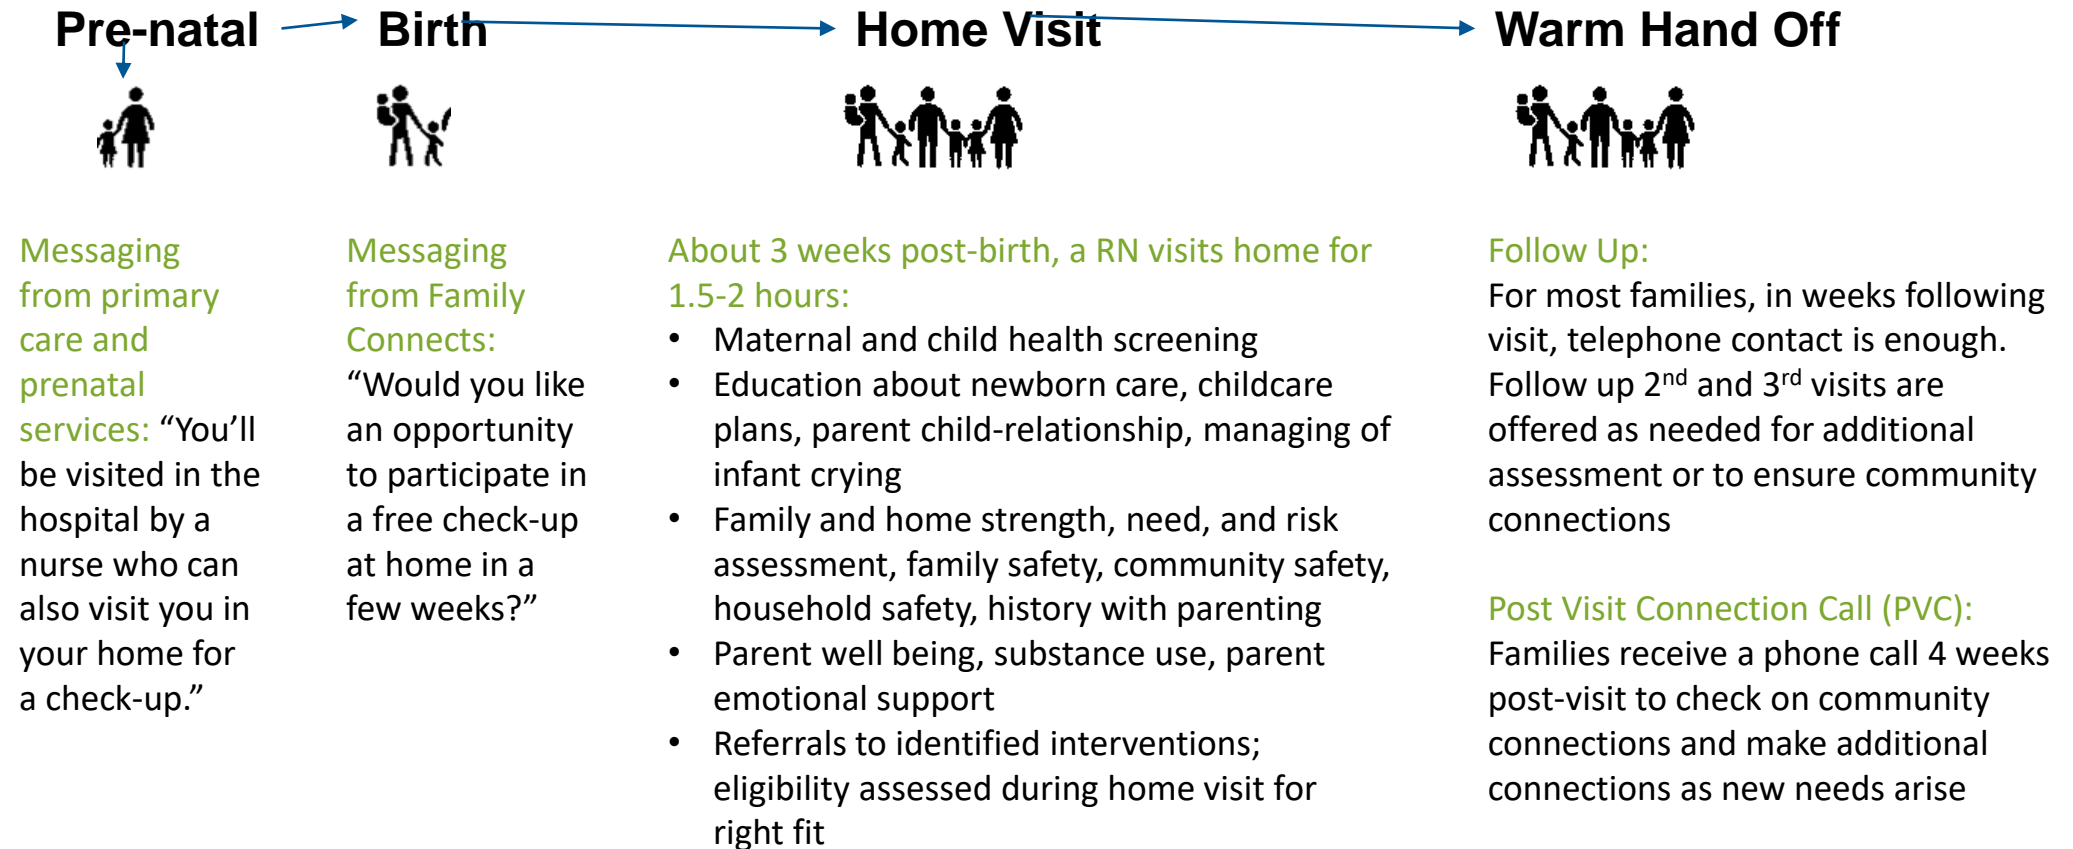 Pre-natal
Birth
Home Visit
Warm Hand Off
Messaging
from primary
care and
prenatal
services: “You’ll
be visited in the
hospital by a
nurse who can
also visit you in
your home for
a check-up.”
Messaging
from Family
Connects:
“Would you like
an opportunity
to participate in
a free check-up
at home in a
few weeks?”
About 3 weeks post-birth, a RN visits home for
1.5-2 hours:
• Maternal and child health screening
• Education about newborn care, childcare
plans, parent child-relationship, managing of
infant crying
• Family and home strength, need, and risk
assessment, family safety, community safety,
household safety, history with parenting
• Parent well being, substance use, parent
emotional support
• Referrals to identified interventions;
eligibility assessed during home visit for
right fit
Follow Up:
For most families, in weeks following
visit, telephone contact is enough.
Follow up 2nd and 3rd visits are
offered as needed for additional
assessment or to ensure community
connections
Post Visit Connection Call (PVC):
Families receive a phone call 4 weeks
post-visit to check on community
connections and make additional
connections as new needs arise